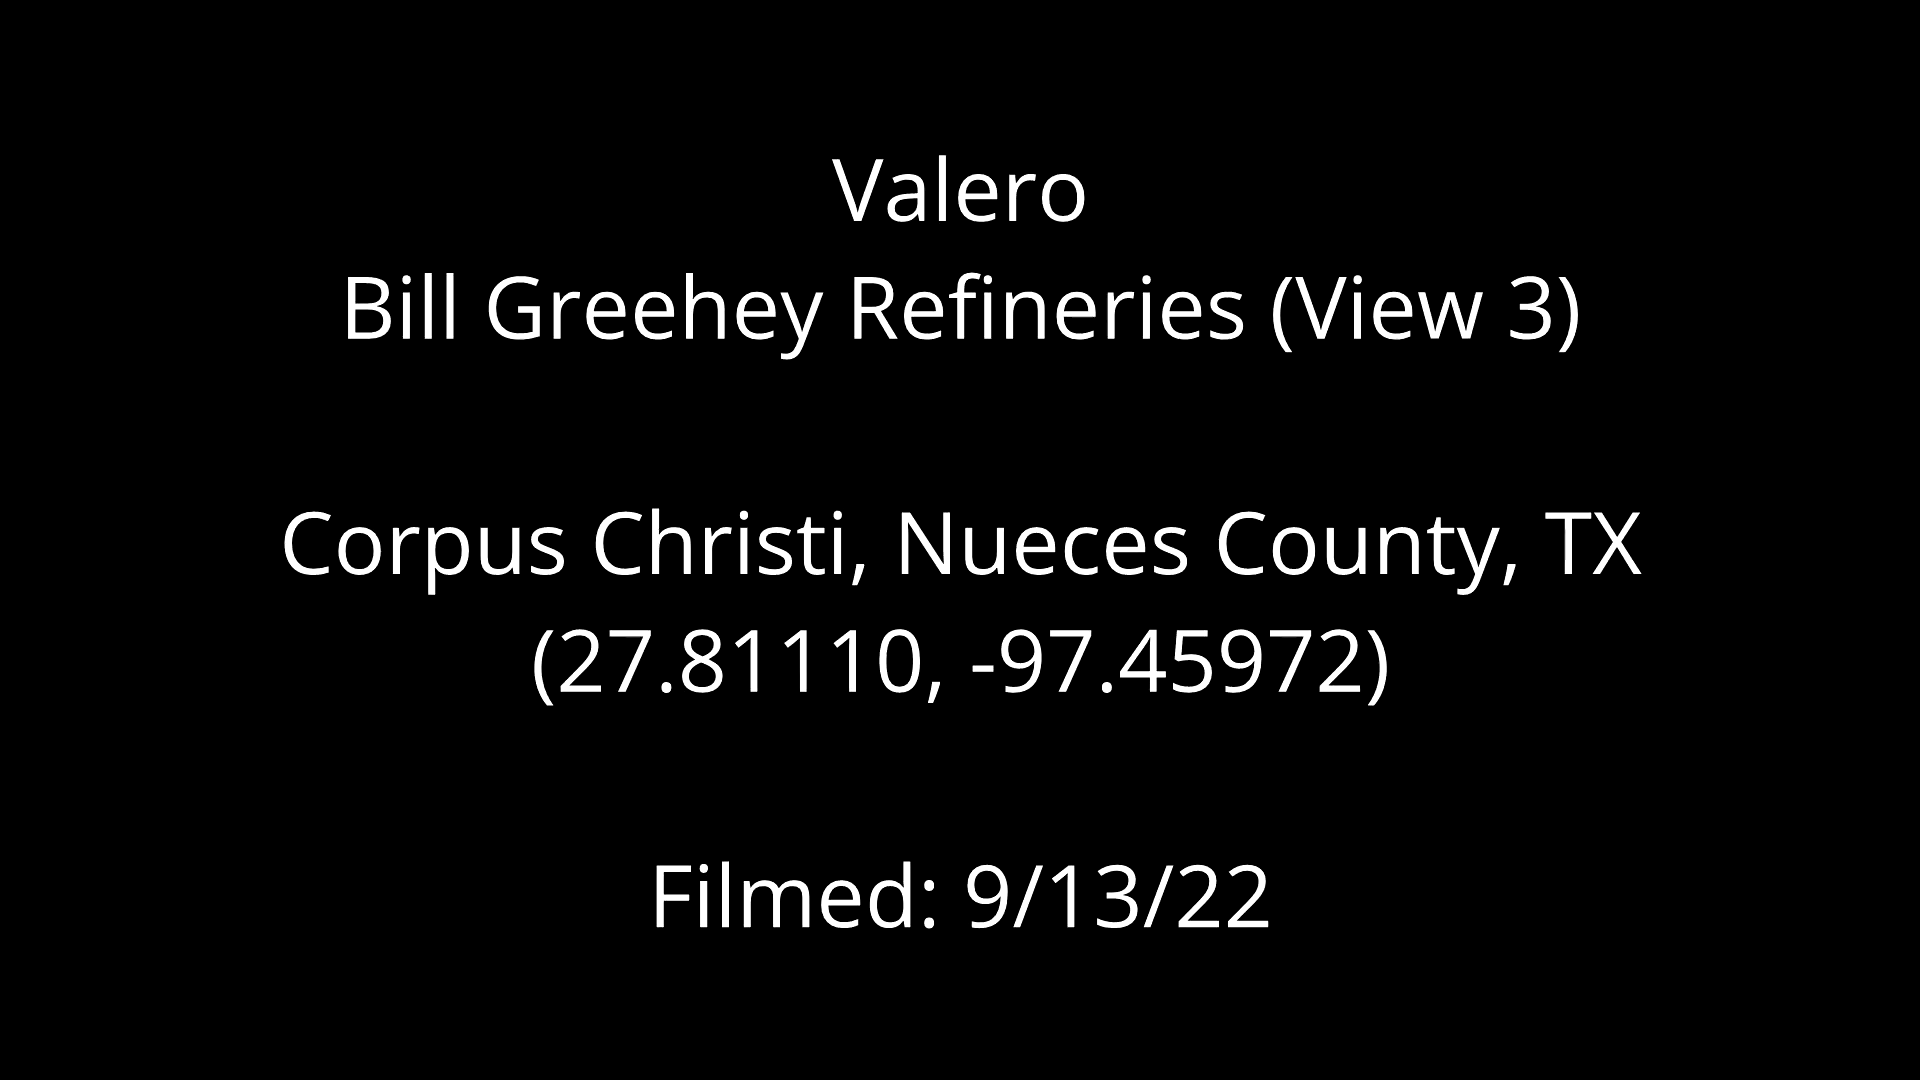 Valero
Bill Greehey Refineries (View 3)
Corpus Christi, Nueces County, TX
(27.81110, -97.45972)
Filmed: 9/13/22